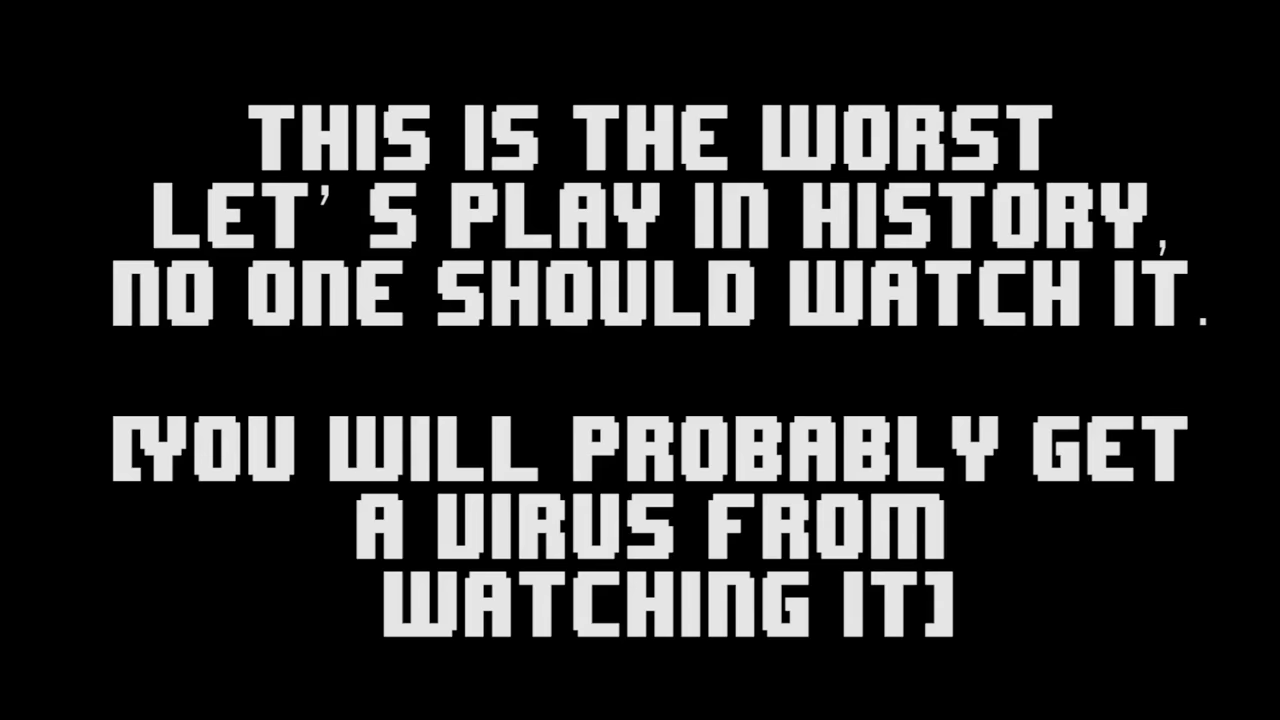 THIS IS THE WORST
LET'S PLAY IN HISTORY,
NO ONE SHOULD WATCH IT.
[YOU WILL PROBABLY GET
A VIRUS FROM
WATCHING IT]